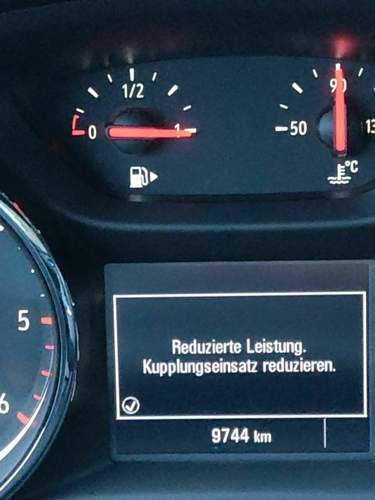 1/2
0 1
50 90 13
°C
5
6
Reduzierte Leistung.
Kupplungseinsatz reduzieren.
9744 km